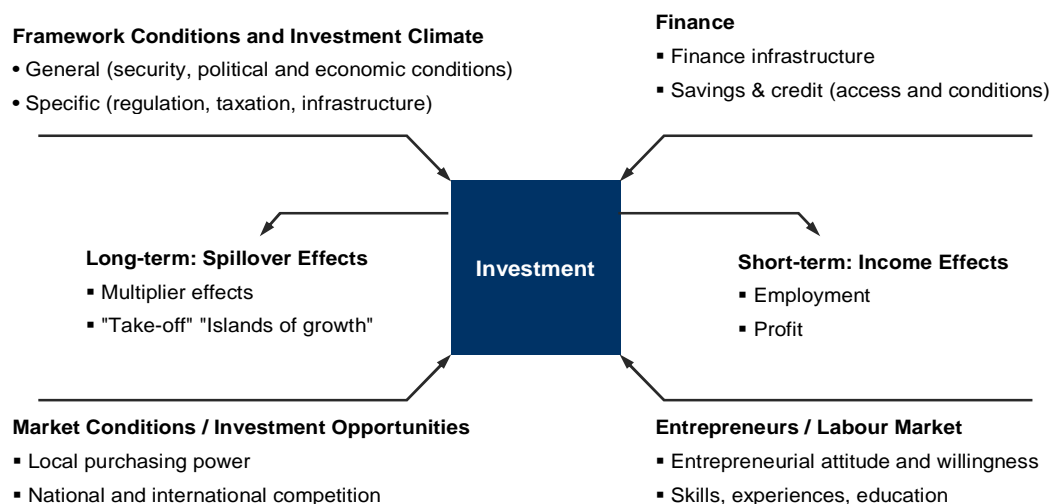 Framework Conditions and Investment Climate
• General (security, political and economic conditions)
• Specific (regulation, taxation, infrastructure)
Finance
▪ Finance infrastructure
▪ Savings & credit (access and conditions)
Long-term: Spillover Effects
▪ Multiplier effects
▪ "Take-off" "Islands of growth"
Investment
Short-term: Income Effects
▪ Employment
▪ Profit
Market Conditions / Investment Opportunities
▪ Local purchasing power
▪ National and international competition
Entrepreneurs / Labour Market
▪ Entrepreneurial attitude and willingness
▪ Skills, experiences, education